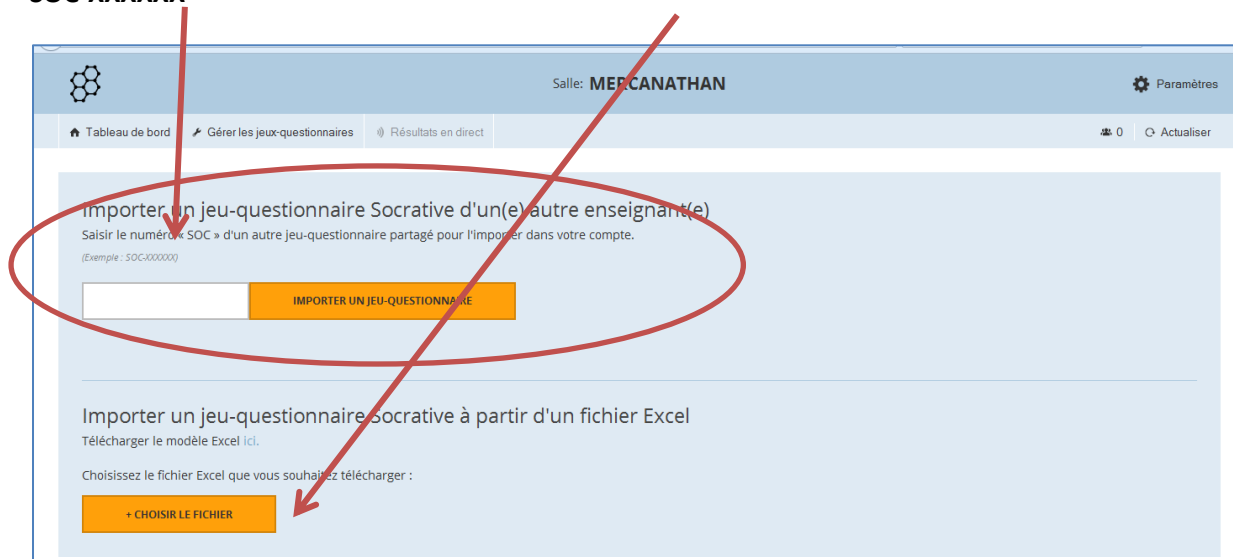 Salle: MERCANATHAN
Paramètres
Tableau de bord
Gérer les jeux-questionnaires
Résultats en direct
0
Actualiser
Importer un jeu-questionnaire Socrative d'un(e) autre enseignant(e)
Saisir le numéro « SOC » d'un autre jeu-questionnaire partagé pour l'importer dans votre compte.
(Exemple : SOC-XXXXXX)
IMPORTER UN JEU-QUESTIONNAIRE
Importer un jeu-questionnaire Socrative à partir d'un fichier Excel
Télécharger le modèle Excel ici.
Choisissez le fichier Excel que vous souhaitez télécharger :
+ CHOISIR LE FICHIER